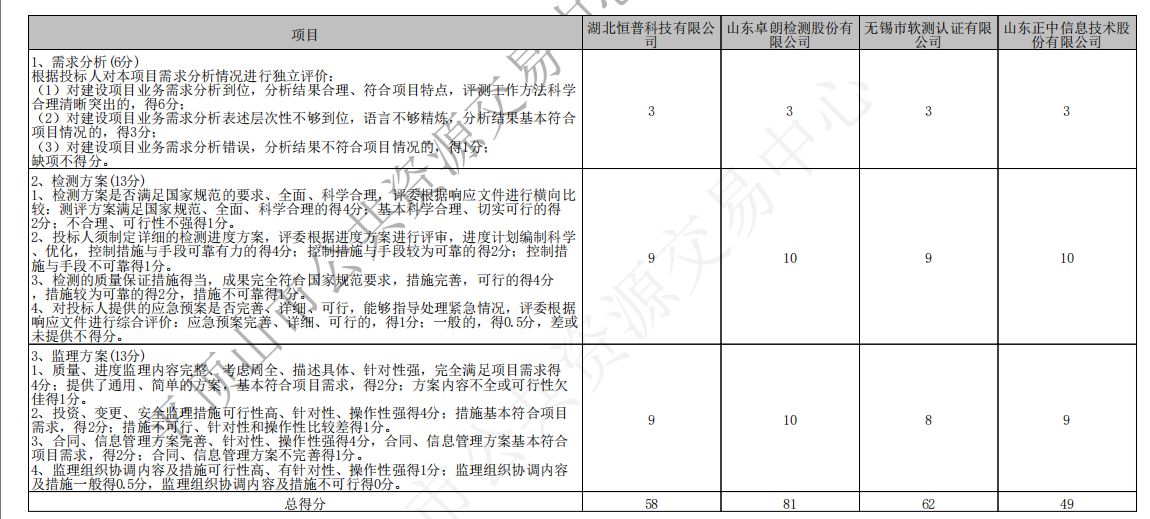 项目
湖北恒普科技有限公
司
山东卓朗检测股份有
限公司
无锡市软测认证有限
公司
山东正中信息技术股
份有限公司
1、需求分析(6分)
根据投标人对本项目需求分析情况进行独立评价:
（1）对建设项目业务需求分析到位，分析结果合理、符合项目特点，评测工作方法科学
合理清晰突出的，得6分;
（2）对建设项目业务需求分析表述层次性不够到位，语言不够精炼，分析结果基本符合
项目情况的，得3分;
（3）对建设项目业务需求分析错误，分析结果不符合项目情况的，得1分;
缺项不得分。
3
3
3
3
2、检测方案(13分)
1、检测方案是否满足国家规范的要求、全面、科学合理，评委根据响应文件进行横向比
较: 测评方案满足国家规范、全面、科学合理的得4分; 基本科学合理、切实可行的得
2分; 不合理、可行性不强得1分。
2、投标人须制定详细的检测进度方案，评委根据进度方案进行评审，进度计划编制科学
、优化，控制措施与手段可靠有力的得4分; 控制措施与手段较为可靠的得2分; 控制措
施与手段不可靠得1分。
3、检测的质量保证措施得当，成果完全符合国家规范要求，措施完善，可行的得4分
，措施较为可靠的得2分，措施不可靠得1分。
4、对投标人提供的应急预案是否完善、详细、可行，能够指导处理紧急情况，评委根据
响应文件进行综合评价: 应急预案完善、详细、可行的，得1分; 一般的，得0.5分，差或
未提供不得分。
9
10
9
10
3、监理方案(13分)
1、质量、进度监理内容完整、考虑周全、描述具体、针对性强，完全满足项目需求得
4分; 提供了通用、简单的方案，基本符合项目需求，得2分; 方案内容不全或可行性欠
佳得1分。
2、投资、变更、安全监理措施可行性高、针对性、操作性强得4分; 措施基本符合项目
需求，得2分; 措施不可行、针对性和操作性比较差得1分。
3、合同、信息管理方案完善、针对性、操作性强得4分，合同、信息管理方案基本符合
项目需求，得2分; 合同、信息管理方案不完善得1分。
4、监理组织协调内容及措施可行性高、有针对性、操作性强得1分; 监理组织协调内容
及措施一般得0.5分，监理组织协调内容及措施不可行得0分。
9
10
8
9
总得分
58
81
62
49
平顶山市公共资源交易中心
市公共资源交易中心